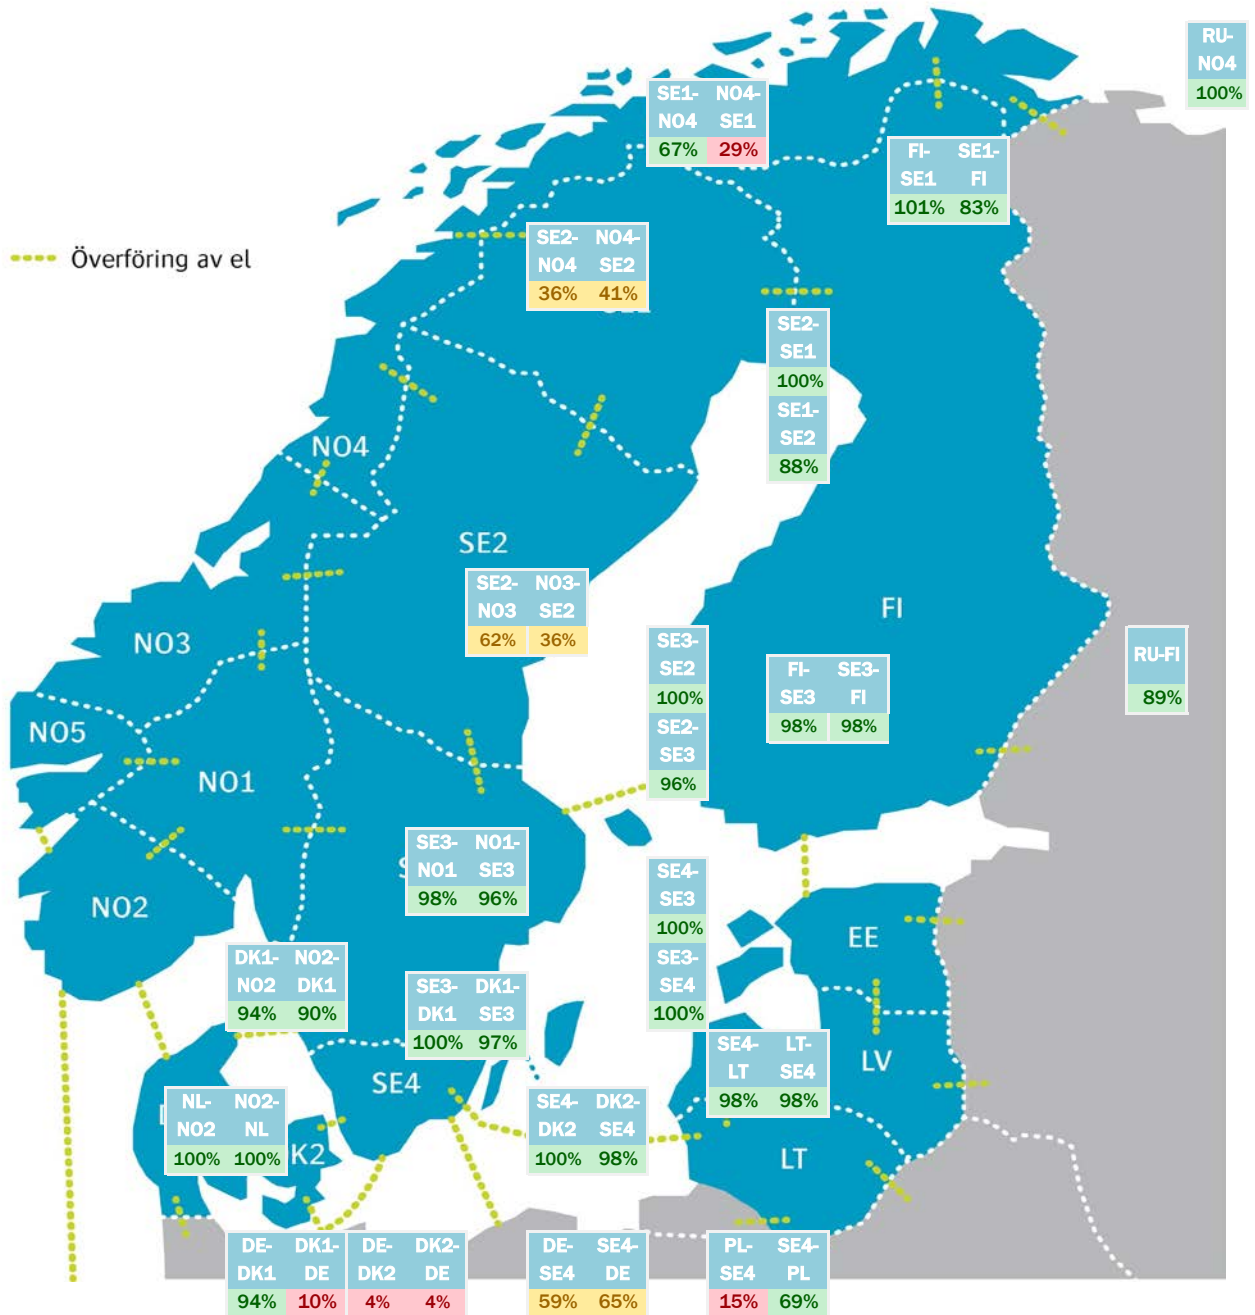 RU-
NO4
100%
SE1- NO4-
NO4 SE1
67% 29%
FI- SE1-
SE1 FI
101% 83%
SE2- NO4-
NO4 SE2
36% 41%
Överföring av el
SE2-
SE1
100%
SE1-
SE2
88%
NO4
SE2
SE2- NO3-
NO3 SE2
62% 36%
FI
NO3
SE3-
SE2
100%
SE2-
SE3
96%
FI- SE3-
SE3 FI
98% 98%
RU-FI
89%
NO5
NO1
SE3- NO1-
NO1 SE3
98% 96%
SE4-
SE3
100%
SE3-
SE4
100%
NO2
EE
DK1- NO2-
NO2 DK1
94% 90%
SE3- DK1-
DK1 SE3
100% 97%
SE4- LT-
LT SE4
98% 98%
LV
SE4
NL- NO2-
NO2 NL
100% 100%
SE4- DK2-
DK2 SE4
100% 98%
LT
DE- DK1-
DK1 DE
94% 10%
DE- DK2-
DK2 DE
4% 4%
DE- SE4-
SE4 DE
59% 65%
PL- SE4-
SE4 PL
15% 69%